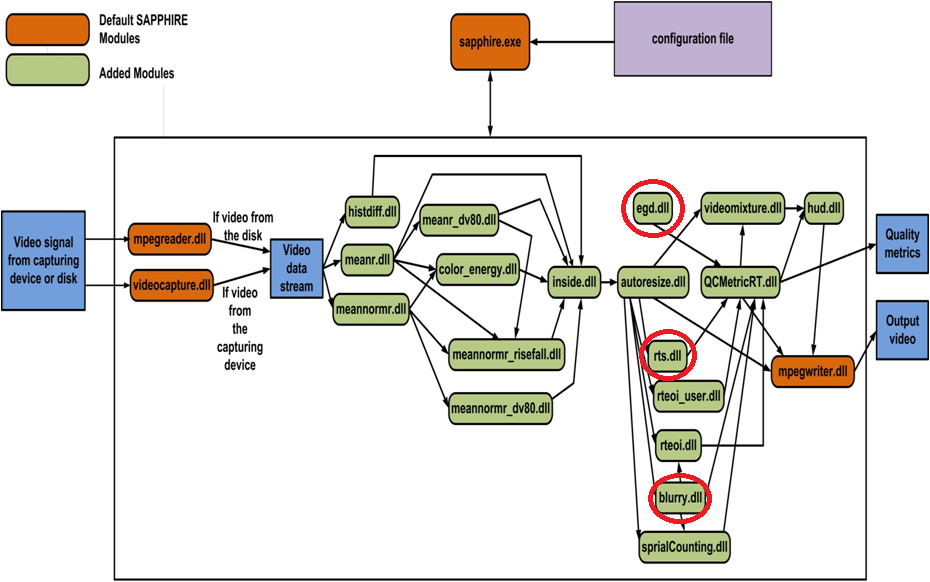 Default SAPPHIRE
Modules
Added Modules
sapphire.exe
configuration file
Video signal
from capturing
device or disk
mpegreader.dll
videocapture.dll
If video from
the disk
If video
from
the
capturing
device
Video
data
stream
histdiff.dll
meanr.dll
meannormr.dll
meanr_dv80.dll
color_energy.dll
meannormr_risefall.dll
meannormr_dv80.dll
inside.dll
autoresize.dll
egd.dll
rts.dll
rteoi_user.dll
rteoi.dll
blurry.dll
sprialCounting.dll
videomixture.dll
QCMetricRT.dll
hud.dll
mpegwriter.dll
Quality
metrics
Output
video